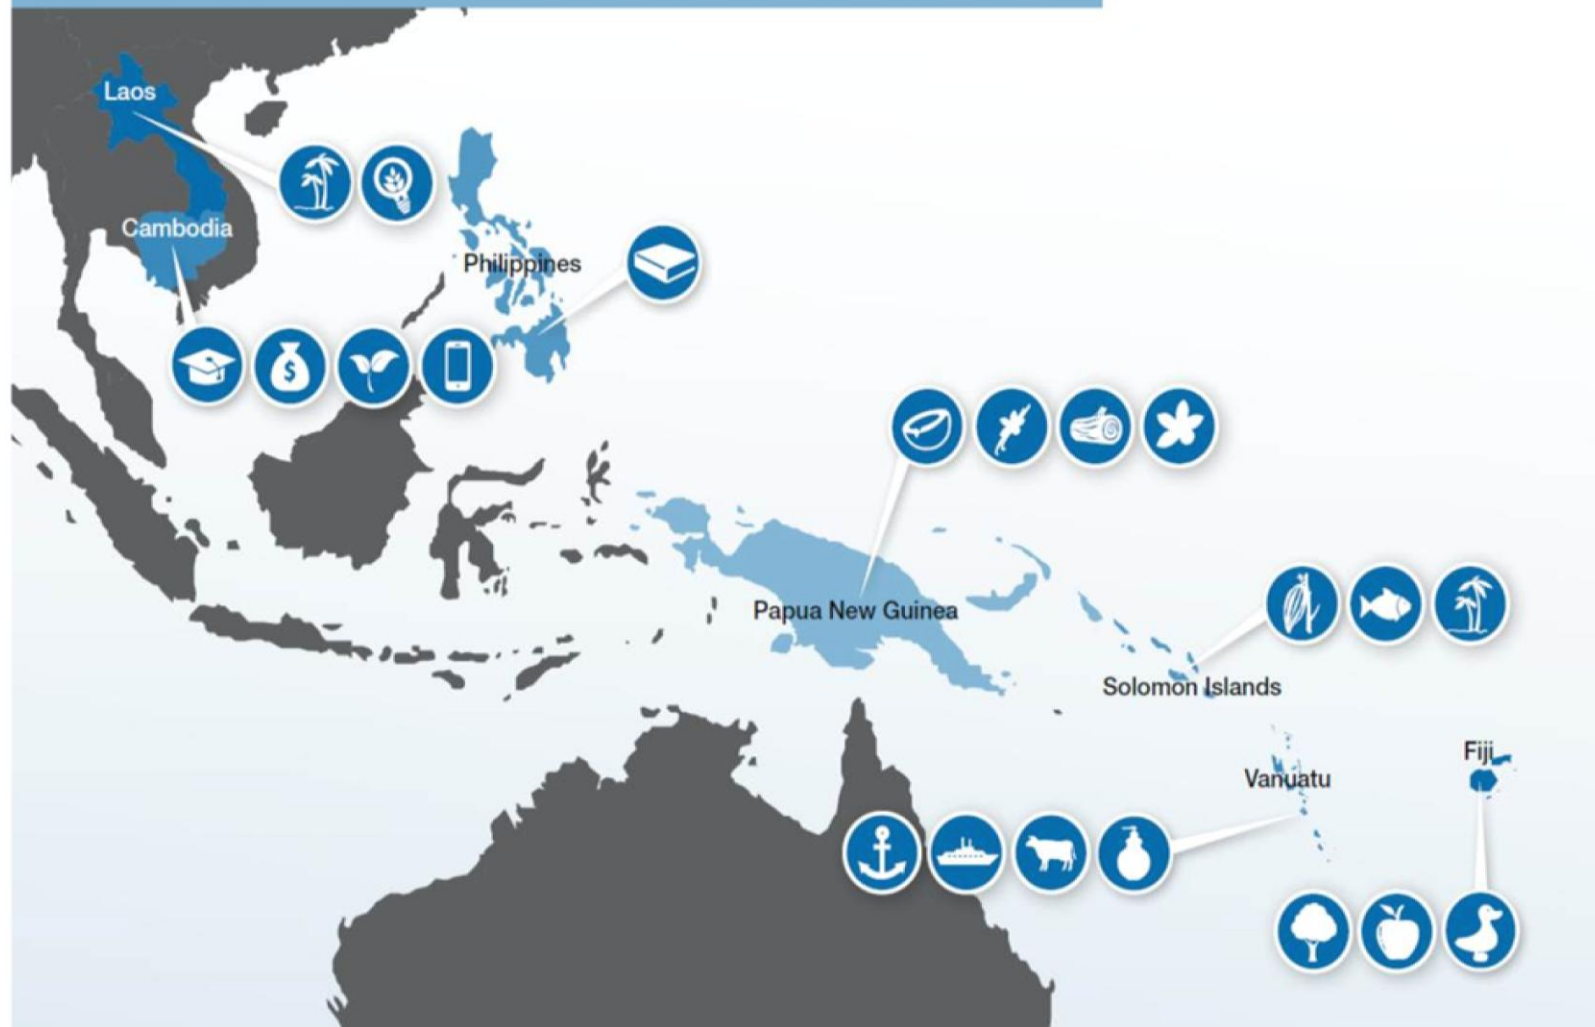 Laos
Cambodia
Philippines
$
Papua New Guinea
Solomon Islands
Fiji
Vanuatu